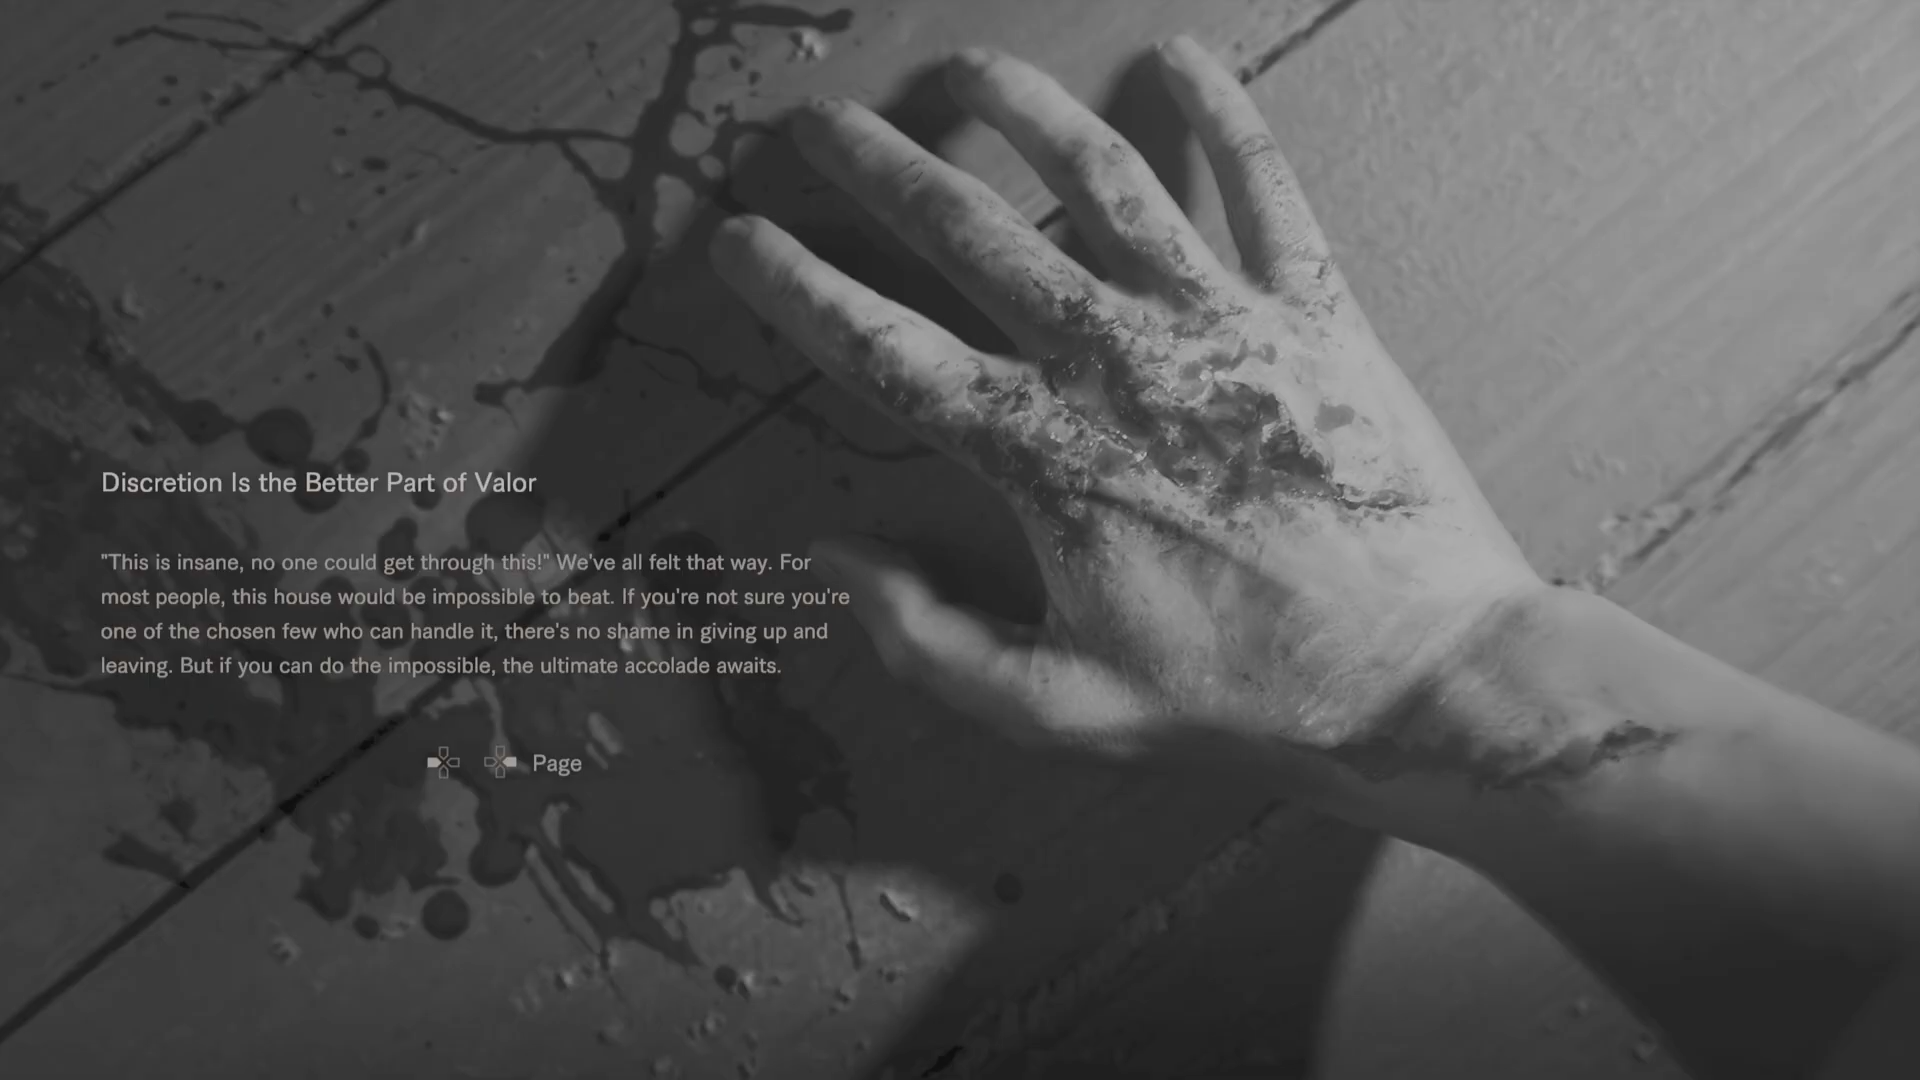 Discretion Is the Better Part of Valor
"This is insane, no one could get through this!" We've all felt that way. For
most people, this house would be impossible to beat. If you're not sure you're
one of the chosen few who can handle it, there's no shame in giving up and
leaving. But if you can do the impossible, the ultimate accolade awaits.
Page